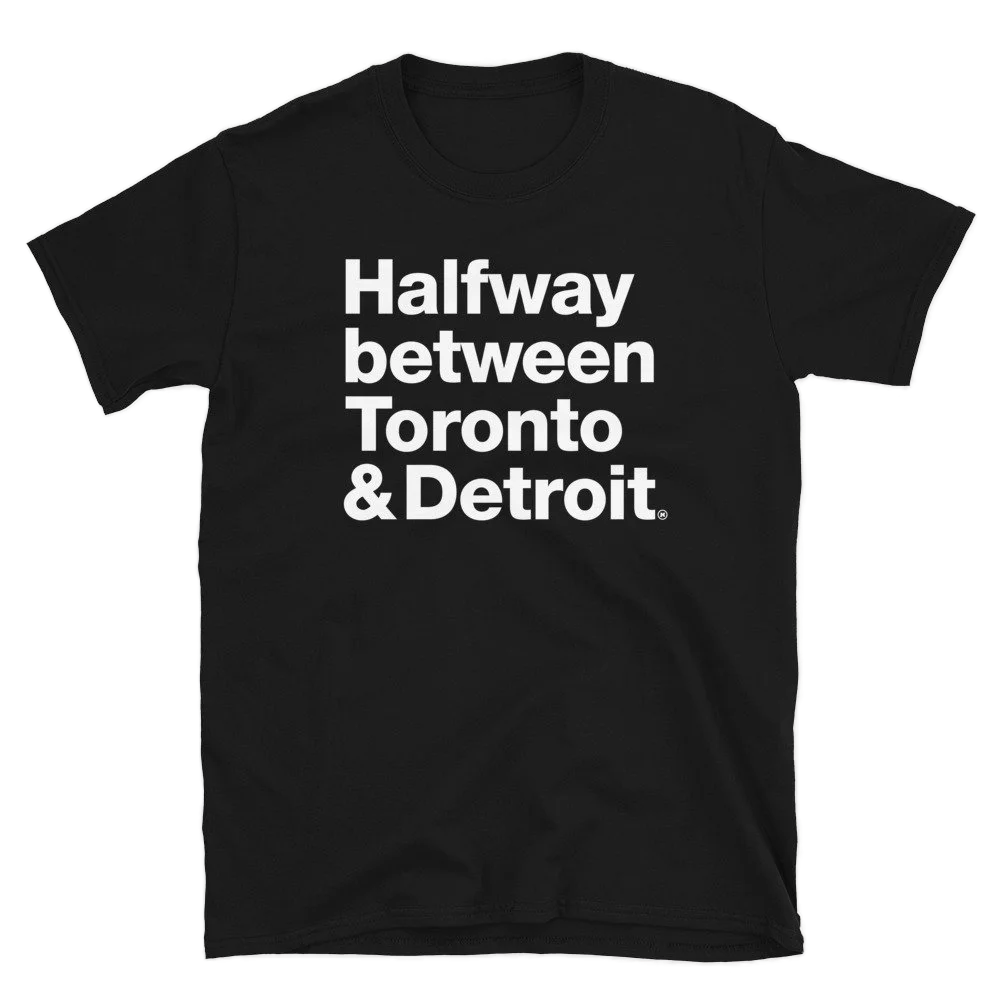 Halfway
between
Toronto
& Detroit.